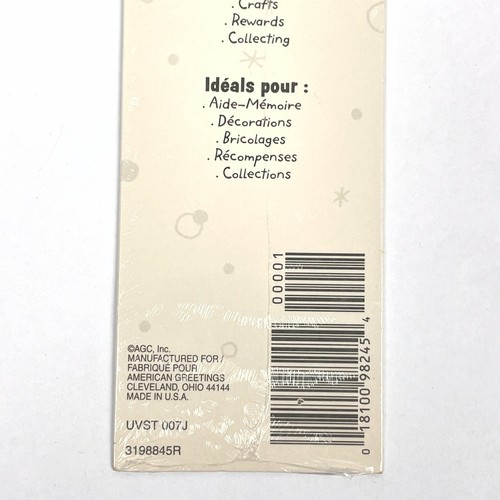 . Crafts
. Rewards
. Collecting
Idéals pour :
. Aide-Mémoire
. Décorations
. Bricolages
. Récompenses
. Collections
00001
0 18100 98245 4
©AGC, Inc.
MANUFACTURED FOR /
FABRIQUÉ POUR
AMERICAN GREETINGS
CLEVELAND, OHIO 44144
MADE IN U.S.A.
UVST 007J
3198845R